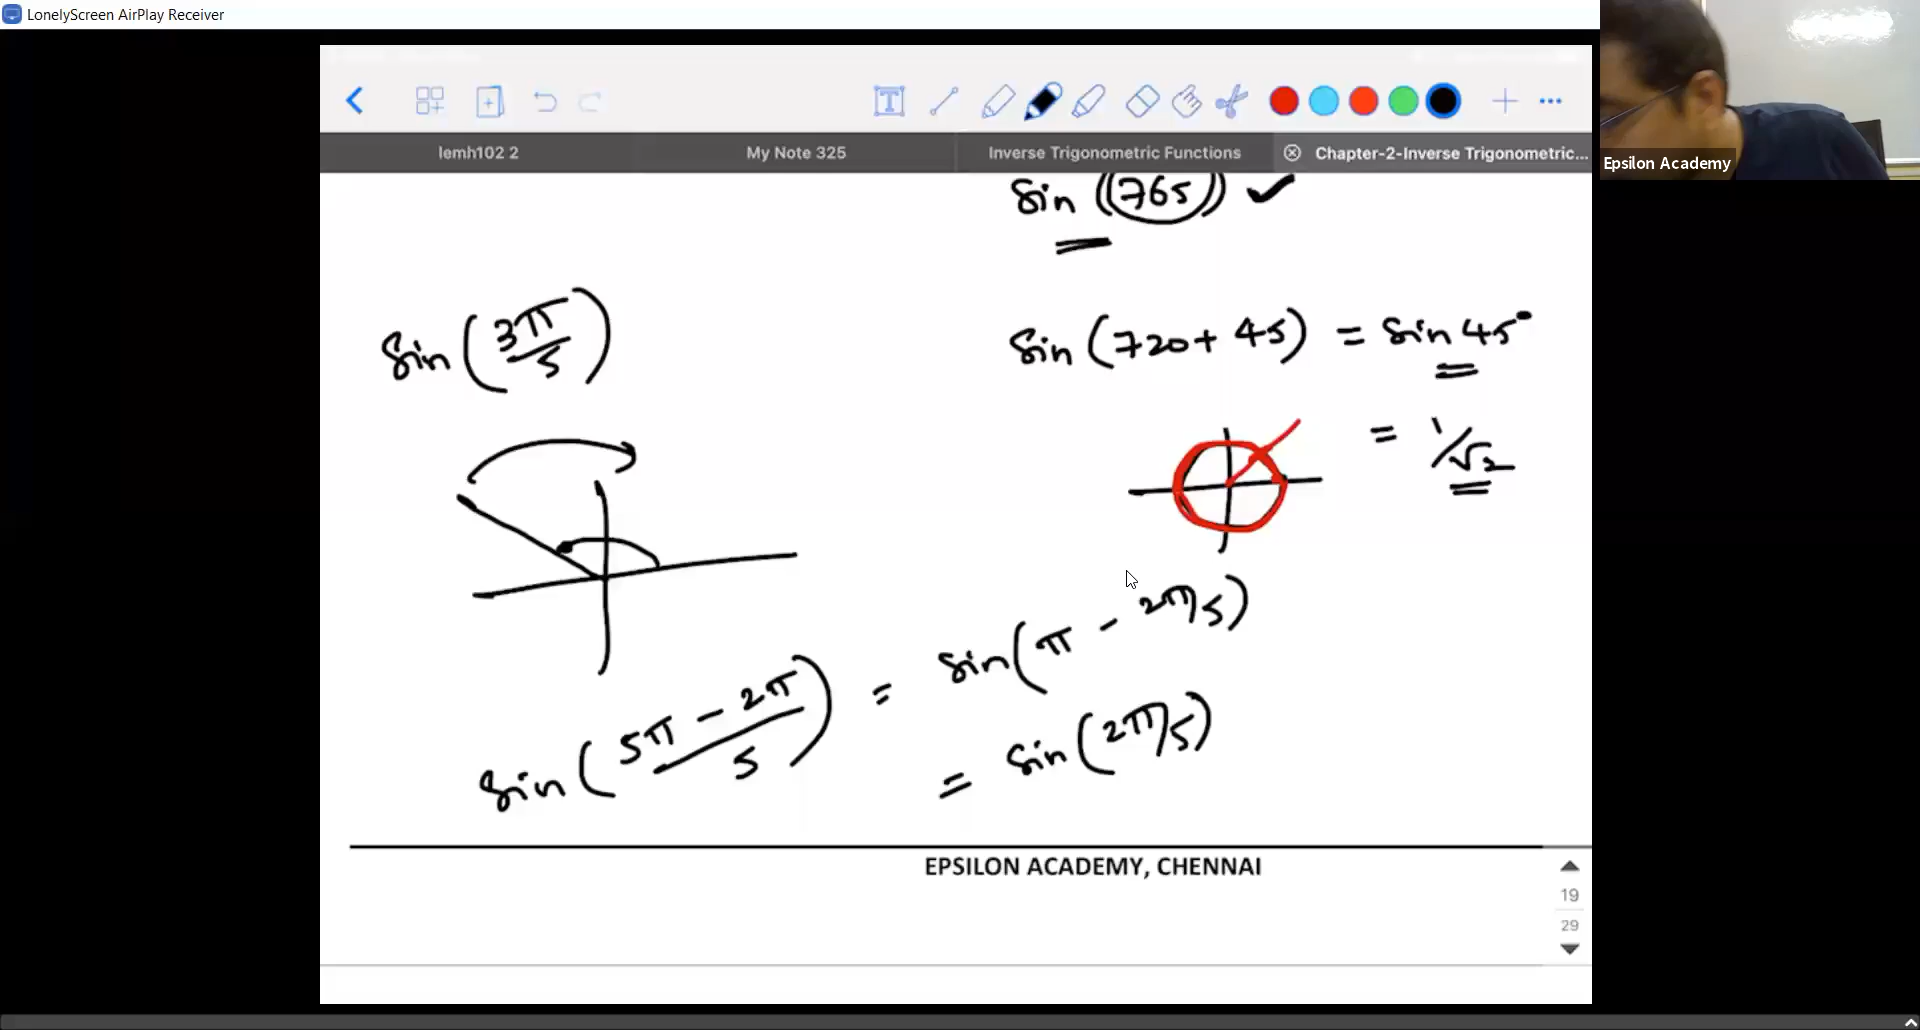 LonelyScreen AirPlay Receiver
T
lemh102 2
My Note 325
Inverse Trigonometric Functions
Chapter-2-Inverse Trigonometric...
Epsilon Academy
sin ((765)) ✓
sin (3π/5)
sin (720 + 45) = sin 45°
= 1/√2
sin (5π - 2π / 5) = sin (π - 2π/5)
= sin (2π/5)
EPSILON ACADEMY, CHENNAI
19
29